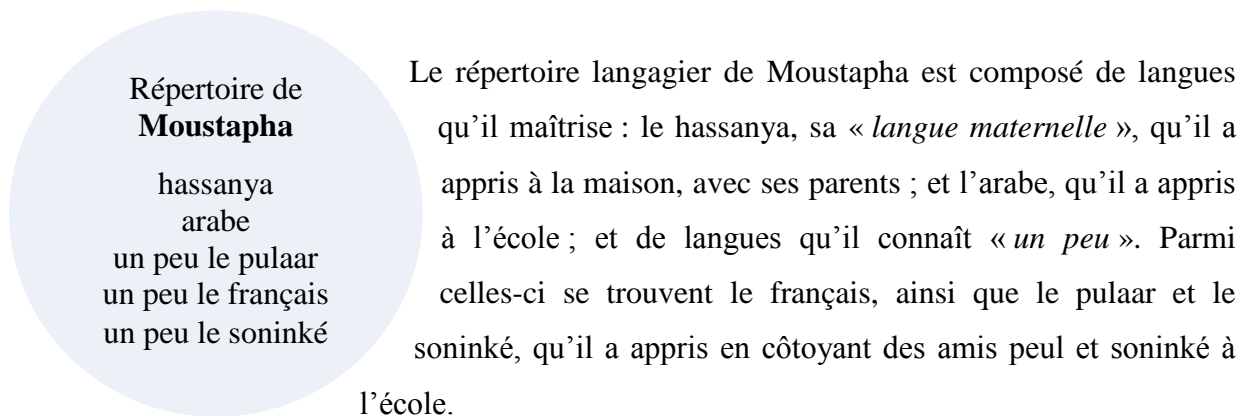 Répertoire de
Moustapha
hassanya
arabe
un peu le pulaar
un peu le français
un peu le soninké
Le répertoire langagier de Moustapha est composé de langues
qu’il maîtrise : le hassanya, sa « langue maternelle », qu’il a
appris à la maison, avec ses parents ; et l’arabe, qu’il a appris
à l’école ; et de langues qu’il connaît « un peu ». Parmi
celles-ci se trouvent le français, ainsi que le pulaar et le
soninké, qu’il a appris en côtoyant des amis peul et soninké à
l’école.